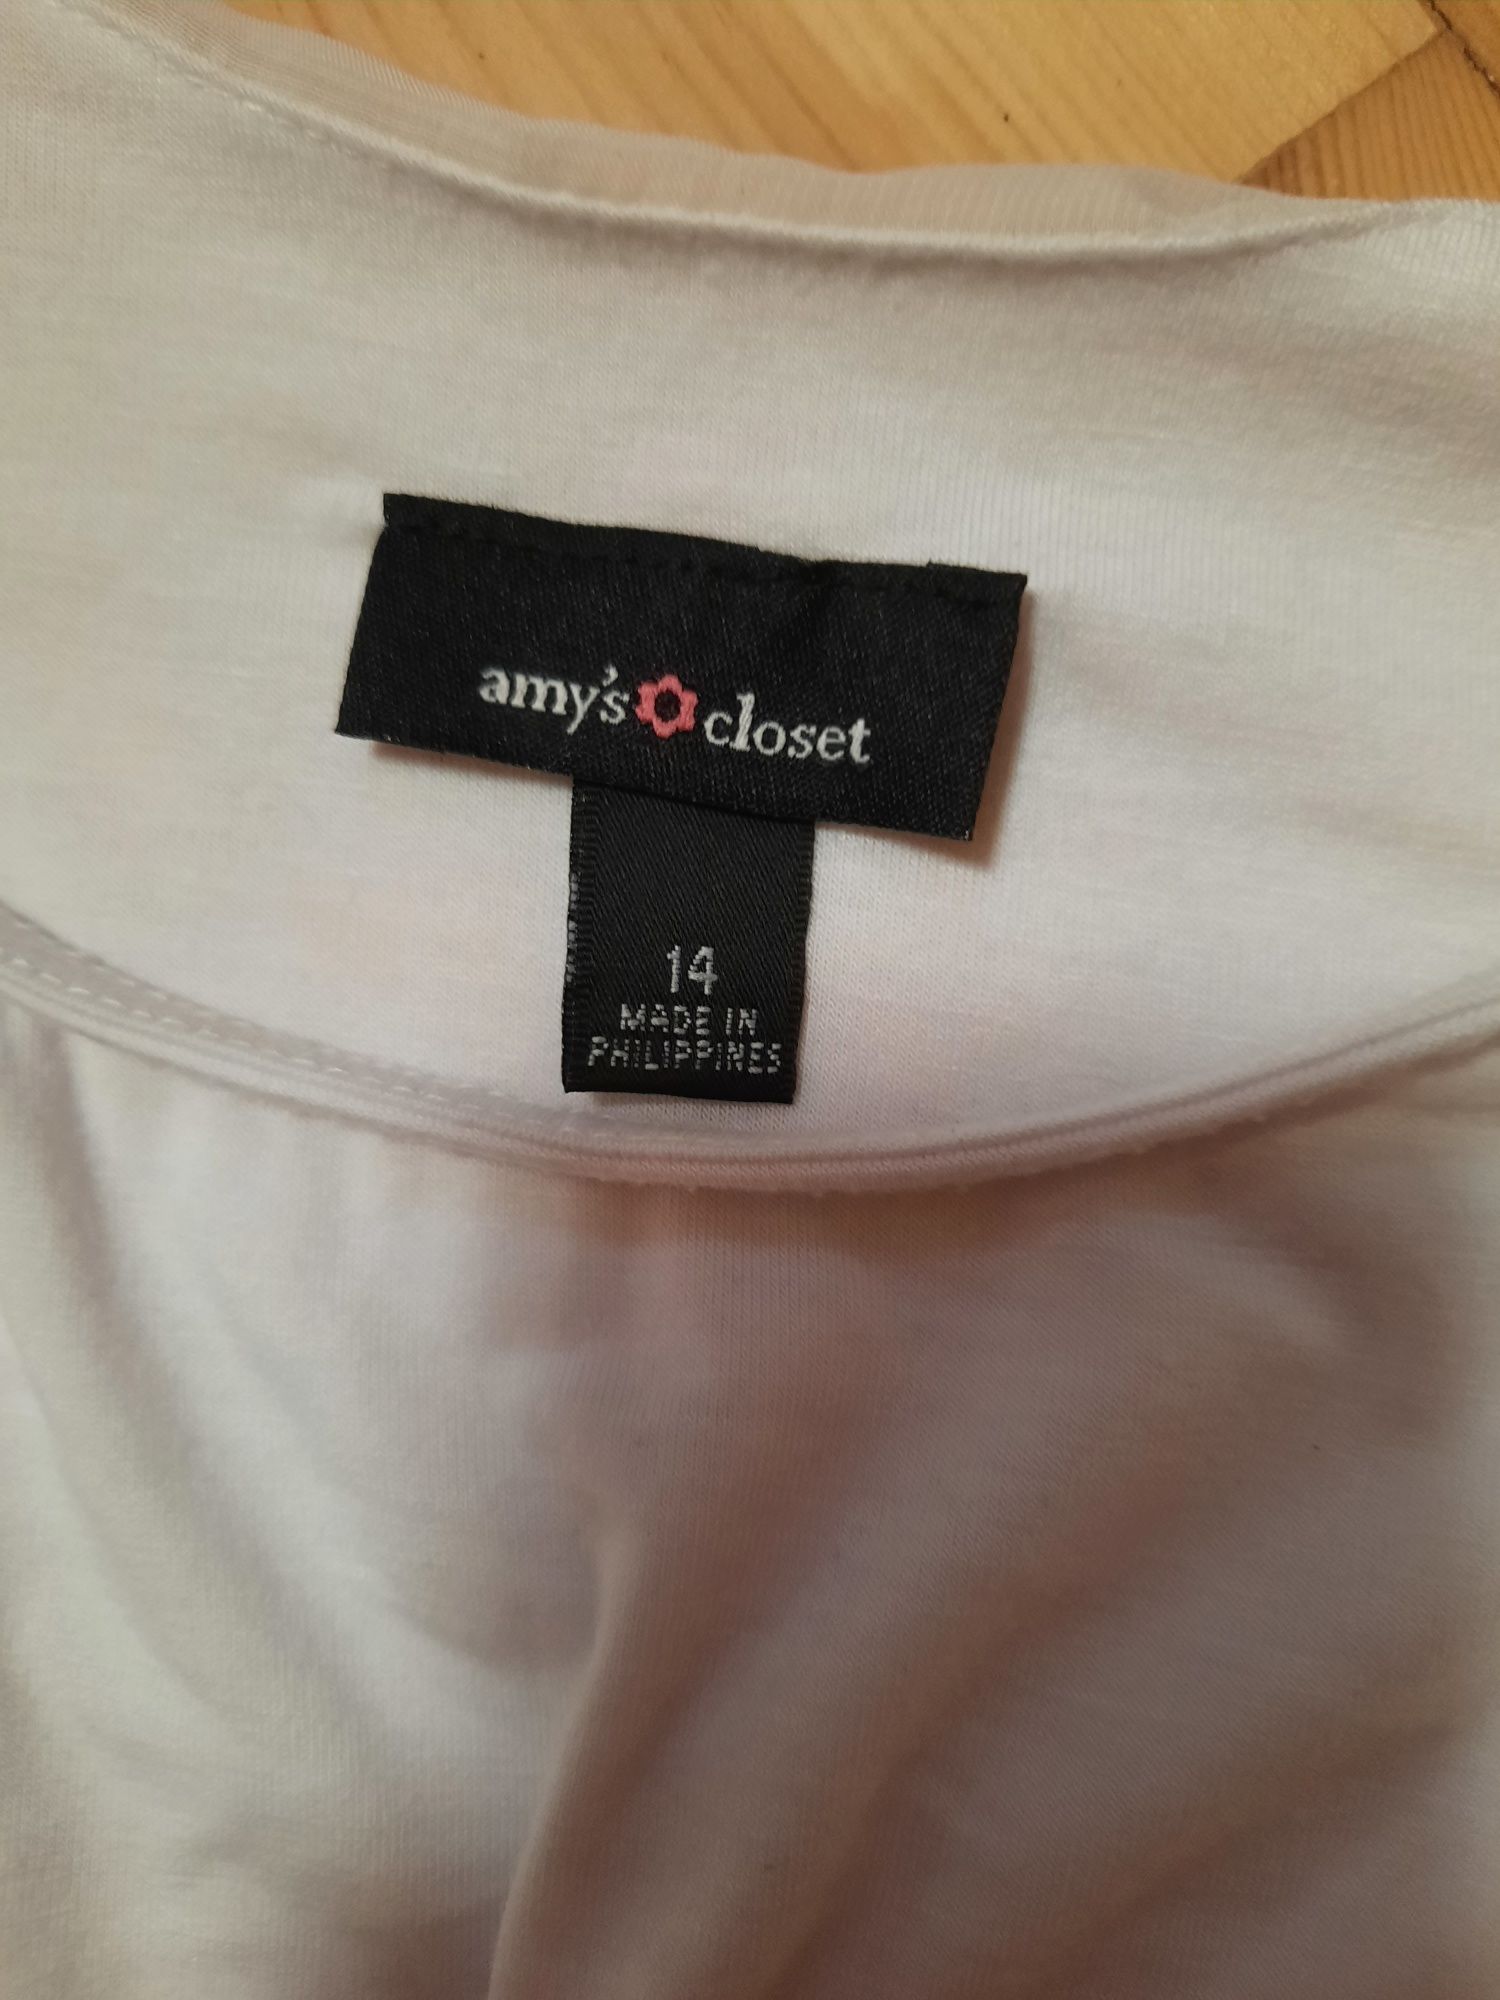 amy's closet
14
MADE IN
PHILIPPINES